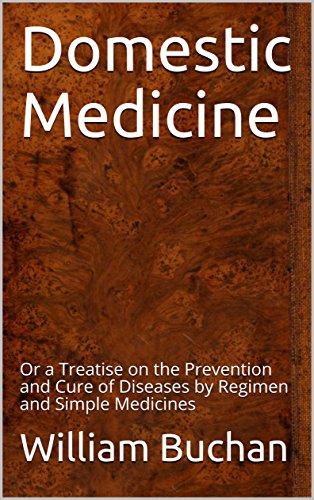 Domestic
Medicine
Or a Treatise on the Prevention
and Cure of Diseases by Regimen
and Simple Medicines
William Buchan